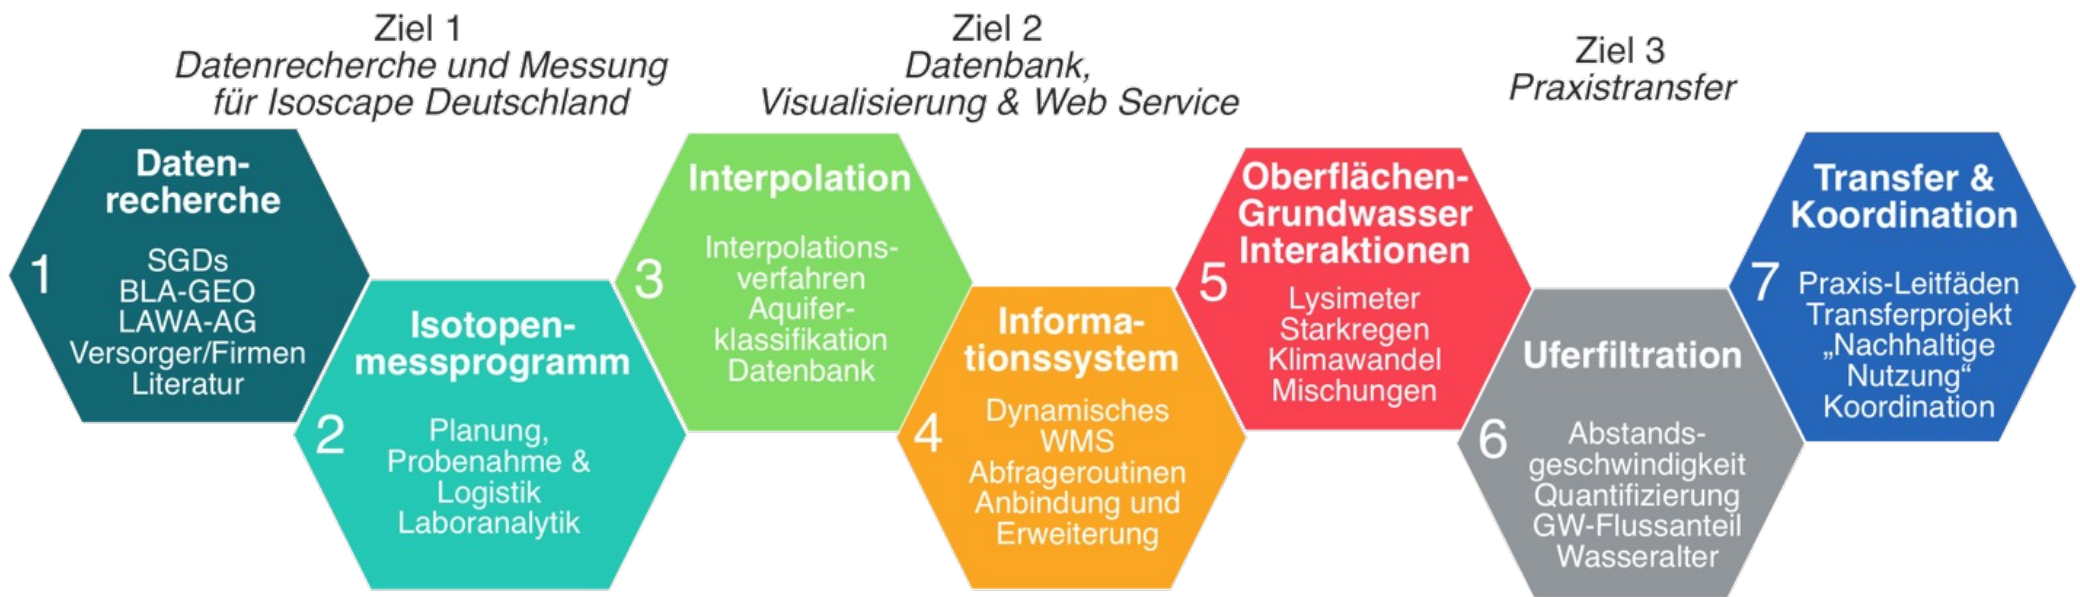 Ziel 1
Datenrecherche und Messung
für Isoscape Deutschland
Ziel 2
Datenbank,
Visualisierung & Web Service
Ziel 3
Praxistransfer
Daten-
recherche
1
SGDs
BLA-GEO
LAWA-AG
Versorger/Firmen
Literatur
Isotopen-
messprogramm
2
Planung,
Probenahme &
Logistik
Laboranalytik
Interpolation
3
Interpolations-
verfahren
Aquifer-
klassifikation
Datenbank
Informa-
tionssystem
4
Dynamisches
WMS
Abfrageroutinen
Anbindung und
Erweiterung
Oberflächen-
Grundwasser
Interaktionen
5
Lysimeter
Starkregen
Klimawandel
Mischungen
Uferfiltration
6
Abstands-
geschwindigkeit
Quantifizierung
GW-Flussanteil
Wasseralter
Transfer &
Koordination
7
Praxis-Leitfäden
Transferprojekt
„Nachhaltige
Nutzung“
Koordination